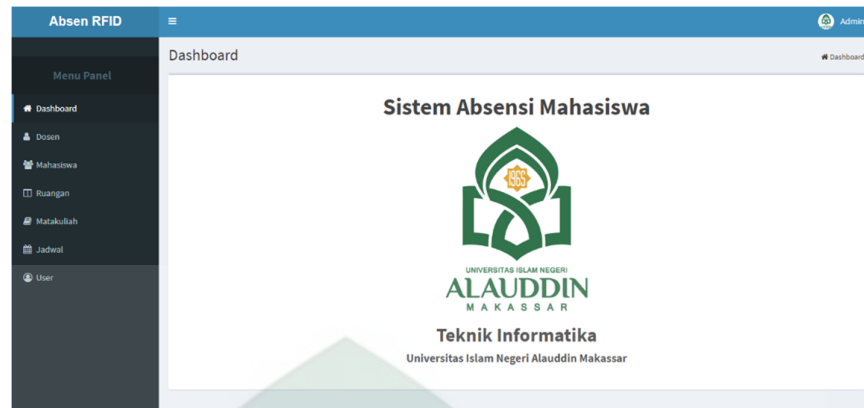 Absen RFID
Admin
Menu Panel
Dashboard
Dosen
Mahasiswa
Ruangan
Matakuliah
Jadwal
User
Dashboard
Dashboard
Sistem Absensi Mahasiswa
1965
UNIVERSITAS ISLAM NEGERI
ALAUDDIN
MAKASSAR
Teknik Informatika
Universitas Islam Negeri Alauddin Makassar